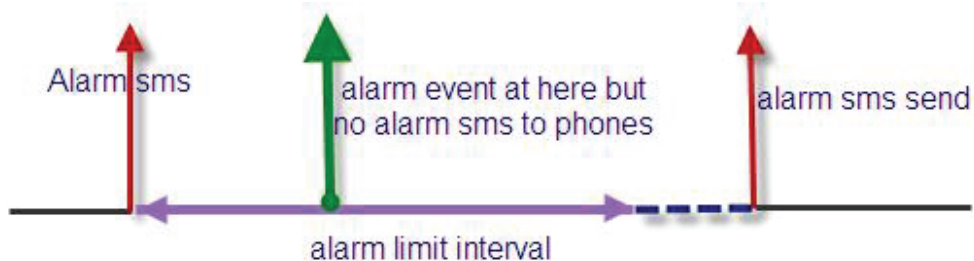 Alarm sms
alarm event at here but
no alarm sms to phones
alarm sms send
alarm limit interval